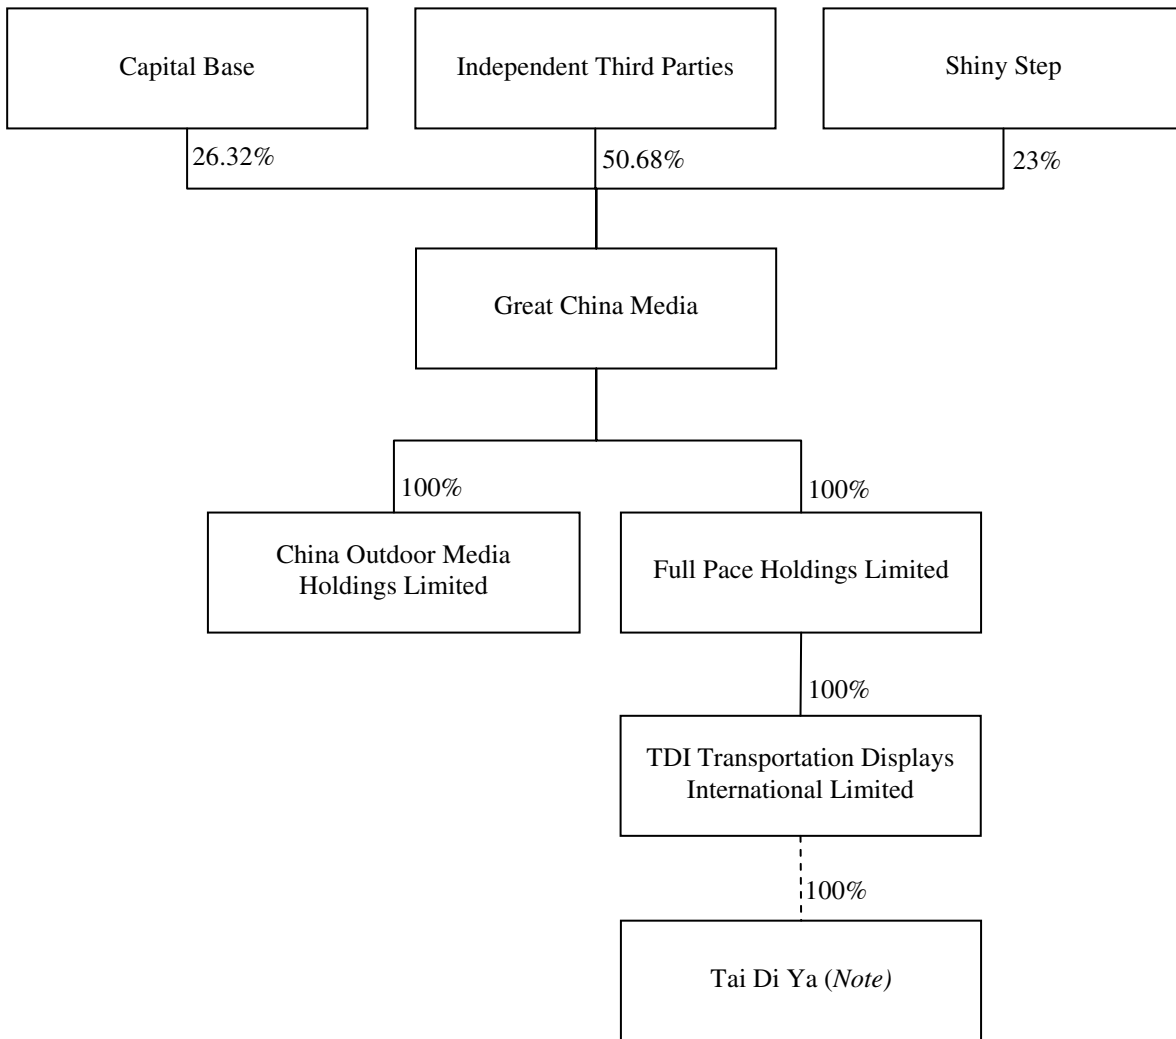 Capital Base
Independent Third Parties
Shiny Step
26.32%
50.68%
23%
Great China Media
100%
100%
China Outdoor Media
Holdings Limited
Full Pace Holdings Limited
100%
TDI Transportation Displays
International Limited
100%
Tai Di Ya (Note)